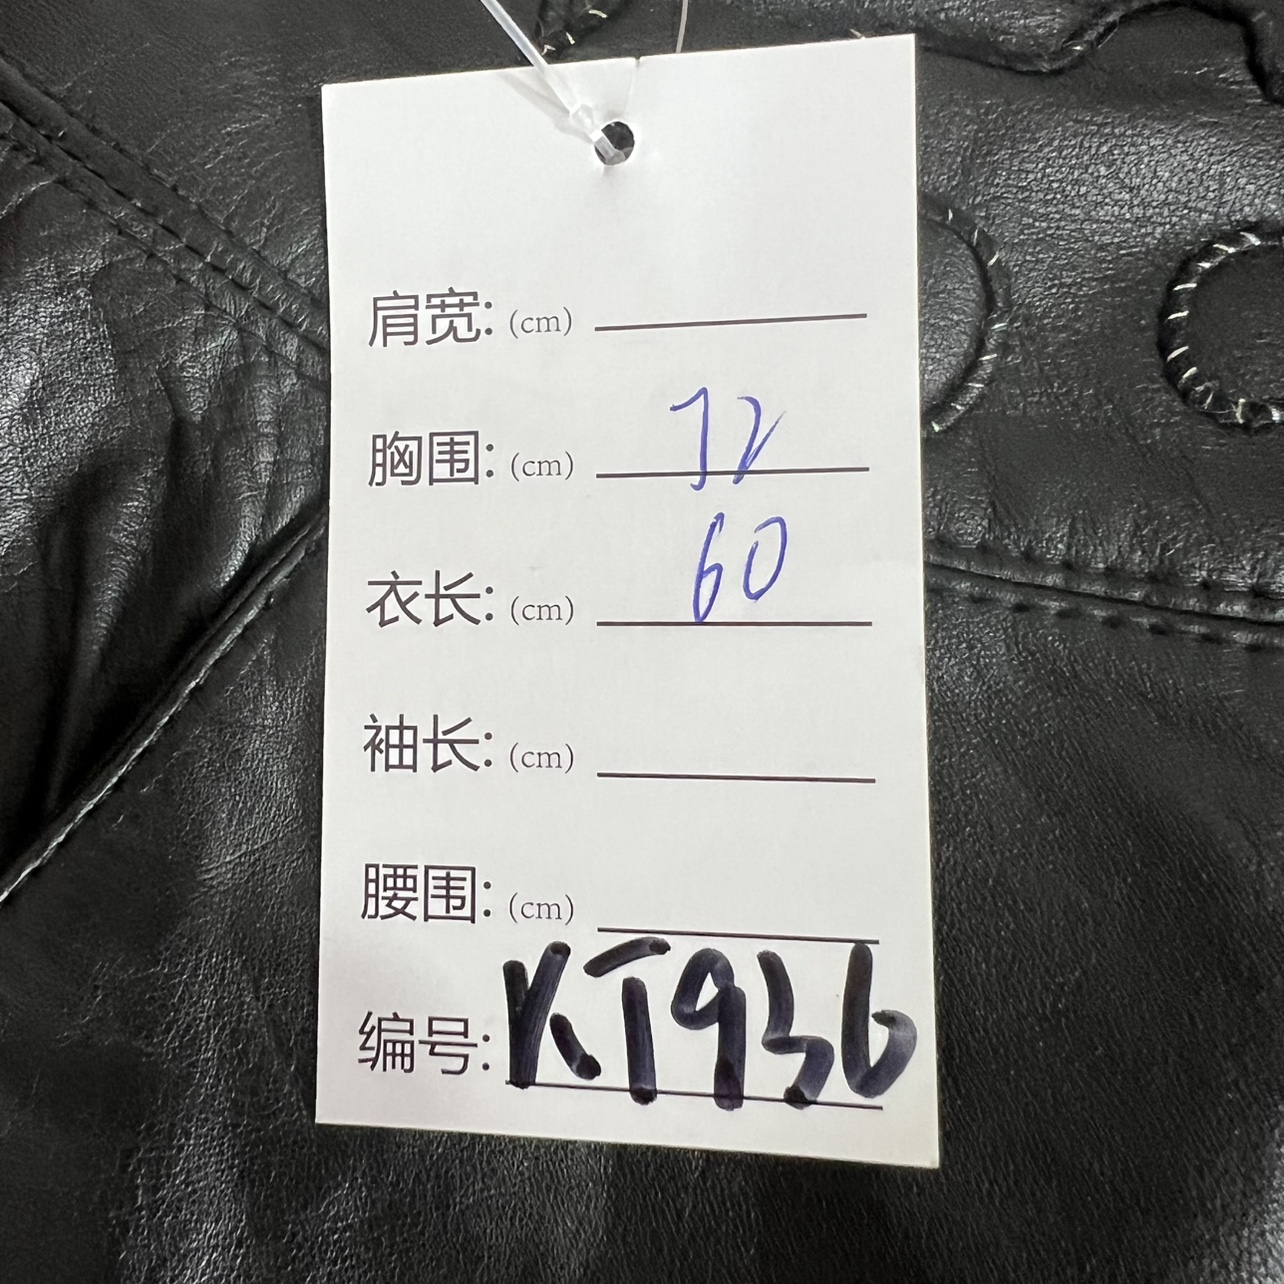 肩宽: (cm)
胸围: (cm) 72
衣长: (cm) 60
袖长: (cm)
腰围: (cm)
编号: KT936